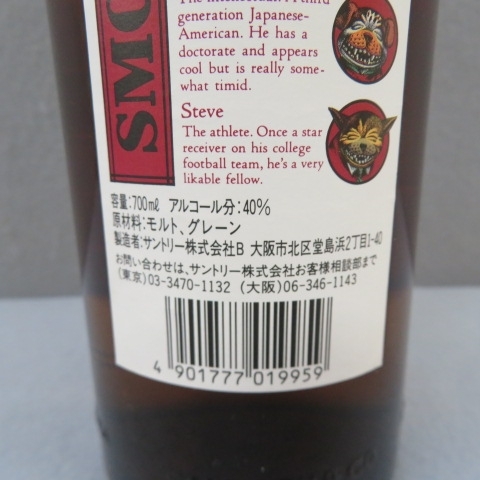 SMO
generation Japanese-
American. He has a
doctorate and appears
cool but is really some-
what timid.
Steve
The athlete. Once a star
receiver on his college
football team, he's a very
likable fellow.
容量:700mℓ アルコール分:40%
原材料:モルト、グレーン
製造者:サントリー株式会社B 大阪市北区堂島浜2丁目1-40
お問い合わせは、サントリー株式会社お客様相談部まで
(東京)03-3470-1132 (大阪)06-346-1143
4 901777 019959